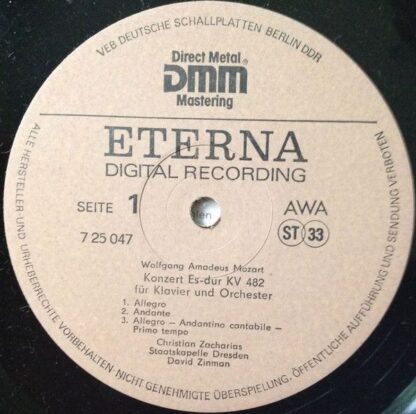 VEB DEUTSCHE SCHALLPLATTEN BERLIN DDR
Direct Metal
DMM®
Mastering
ETERNA
DIGITAL RECORDING
SEITE 1
AWA
7 25 047
ST 33
Wolfgang Amadeus Mozart
Konzert Es-dur KV 482
für Klavier und Orchester
1. Allegro
2. Andante
3. Allegro – Andantino cantabile –
Primo tempo
Christian Zacharias
Staatskapelle Dresden
David Zinman
ALLE HERSTELLER- UND URHEBERRECHTE VORBEHALTEN NICHT GENEHMIGTE ÜBERSPIELUNG, ÖFFENTLICHE AUFFÜHRUNG UND SENDUNG VERBOTEN